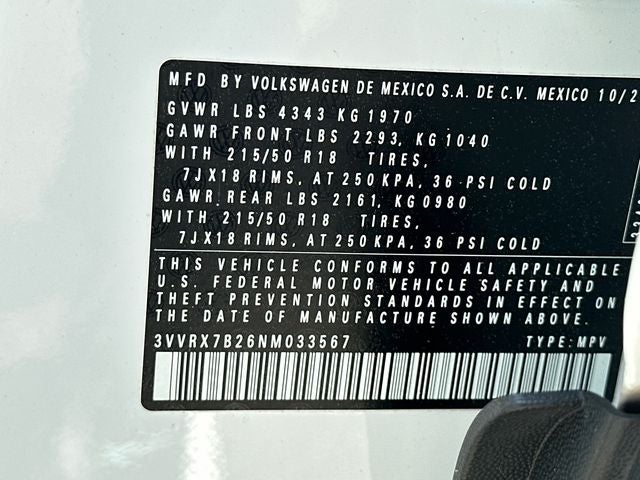 MFD BY VOLKSWAGEN DE MEXICO S.A. DE C.V. MEXICO 10/2
GVWR LBS 4343 KG 1970
GAWR FRONT LBS 2293, KG 1040
WITH 215/50 R18 TIRES,
7JX18 RIMS, AT 250 KPA, 36 PSI COLD
GAWR REAR LBS 2161, KG 0980
WITH 215/50 R18 TIRES,
7JX18 RIMS, AT 250 KPA, 36 PSI COLD
THIS VEHICLE CONFORMS TO ALL APPLICABLE
U.S. FEDERAL MOTOR VEHICLE SAFETY AND
THEFT PREVENTION STANDARDS IN EFFECT ON
THE DATE OF MANUFACTURE SHOWN ABOVE.
3VVRX7B26NM033567 TYPE: MPV